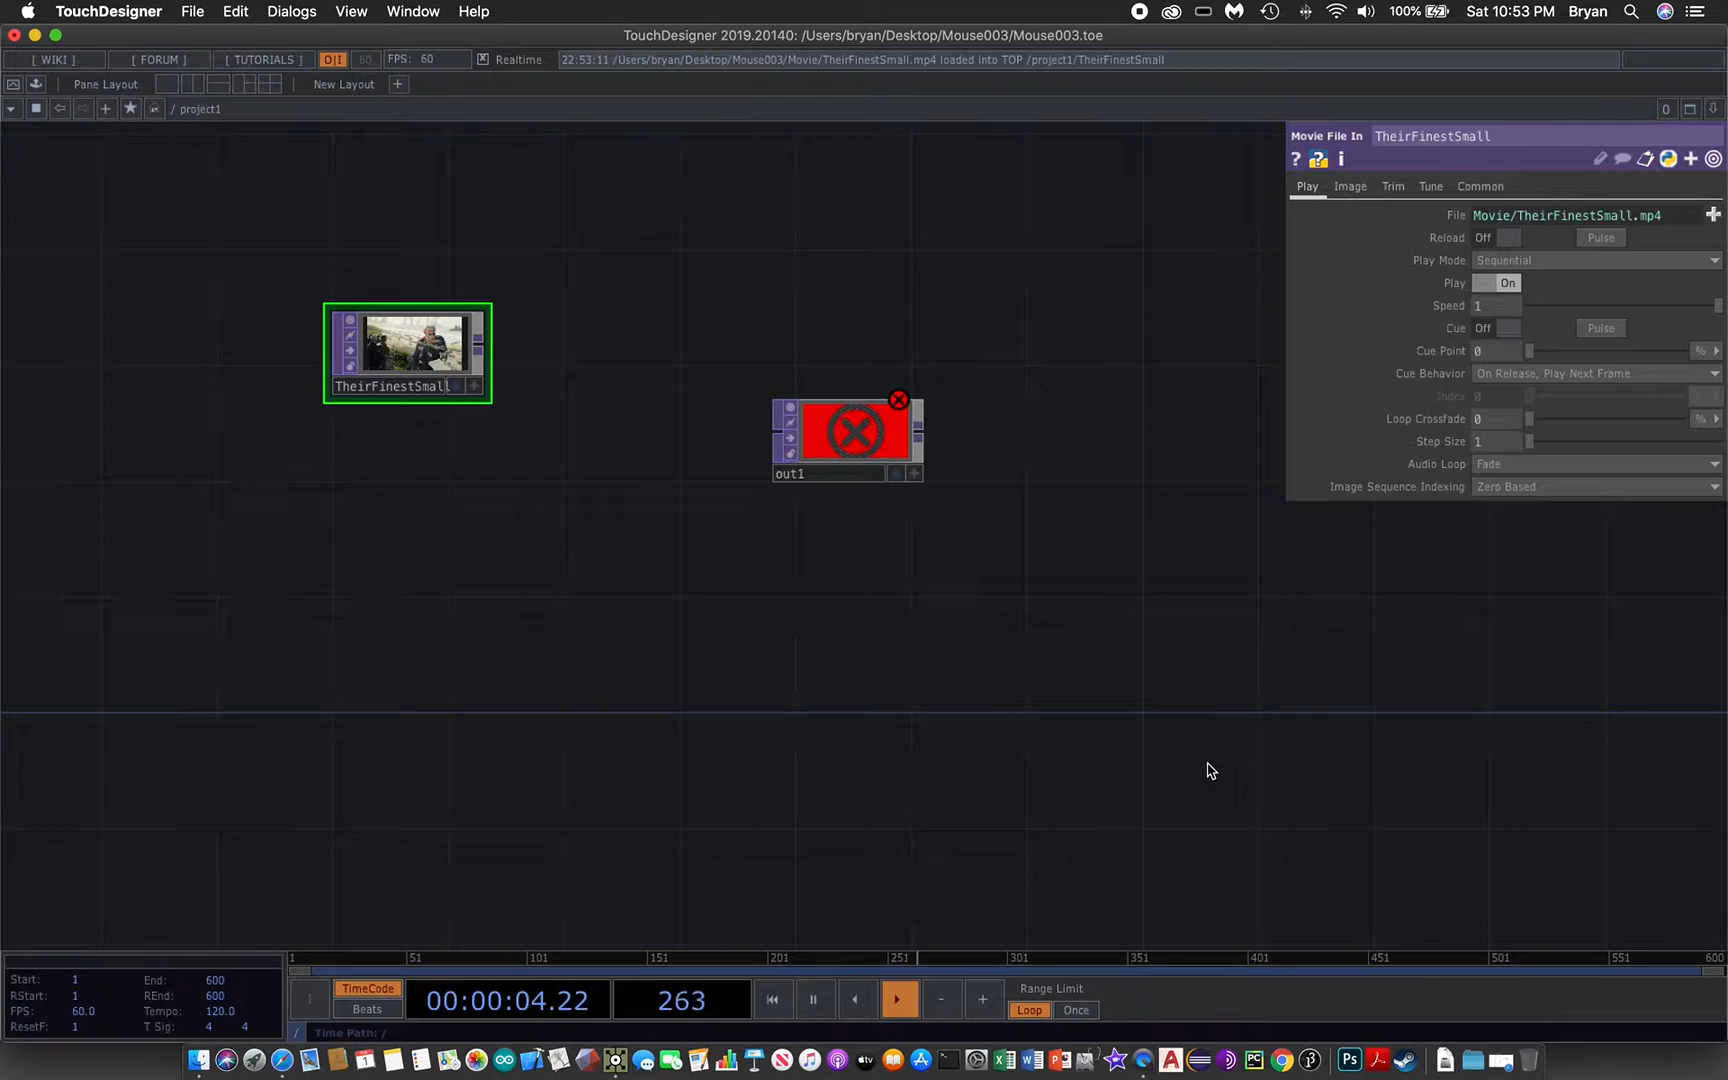 TouchDesigner File Edit Dialogs View Window Help 100% Sat 10:53 PM Bryan
TouchDesigner 2019.20140: /Users/bryan/Desktop/Mouse003/Mouse003.toe
[ WIKI ] [ FORUM ] [ TUTORIALS ] O|I 60 FPS: 60 Realtime 22:53:11 /Users/bryan/Desktop/Mouse003/Movie/TheirFinestSmall.mp4 loaded into TOP /project1/TheirFinestSmall
Pane Layout New Layout +
/ project1 0
Movie File In TheirFinestSmall
Play Image Trim Tune Common
File Movie/TheirFinestSmall.mp4
Reload Off Pulse
Play Mode Sequential
Play On
Speed 1
Cue Off Pulse
Cue Point 0 %
Cue Behavior On Release, Play Next Frame
Index 0
Loop Crossfade 0 %
Step Size 1
Audio Loop Fade
Image Sequence Indexing Zero Based
TheirFinestSmall
out1
1 51 101 151 201 251 301 351 401 451 501 551 600
Start: 1 End: 600
RStart: 1 REnd: 600
FPS: 60.0 Tempo: 120.0
ResetF: 1 T Sig: 4 4
TimeCode
Beats
00:00:04.22 263
Range Limit
Loop Once
/ Time Path: /